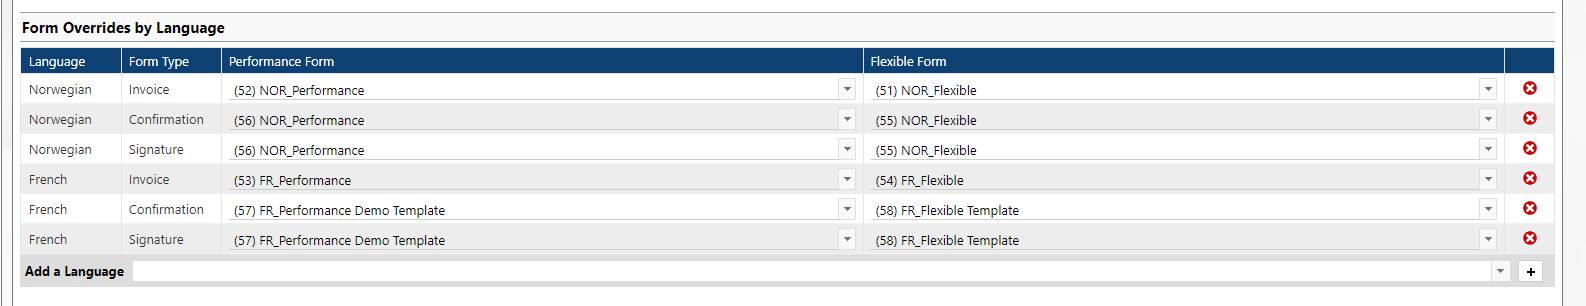 Form Overrides by Language
Language Form Type Performance Form Flexible Form
Norwegian Invoice (52) NOR_Performance (51) NOR_Flexible
Norwegian Confirmation (56) NOR_Performance (55) NOR_Flexible
Norwegian Signature (56) NOR_Performance (55) NOR_Flexible
French Invoice (53) FR_Performance (54) FR_Flexible
French Confirmation (57) FR_Performance Demo Template (58) FR_Flexible Template
French Signature (57) FR_Performance Demo Template (58) FR_Flexible Template
Add a Language